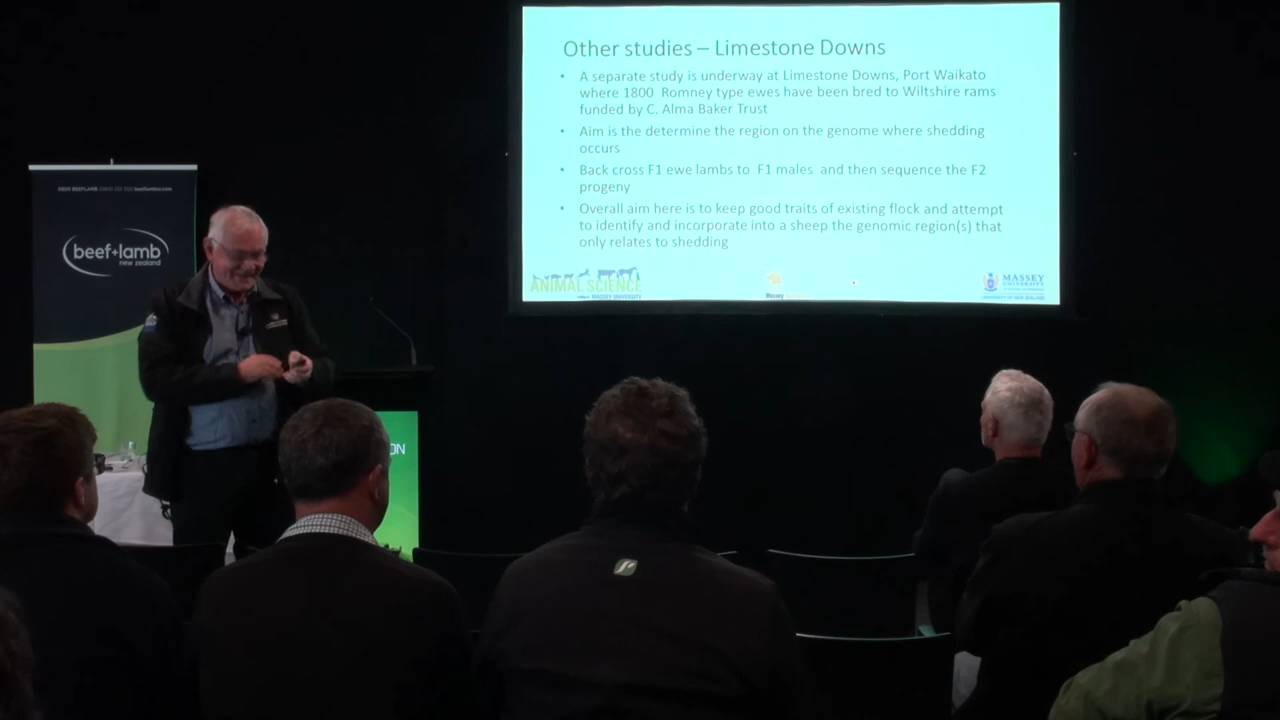 Other studies – Limestone Downs
• A separate study is underway at Limestone Downs, Port Waikato
where 1800 Romney type ewes have been bred to Wiltshire rams
funded by C. Alma Baker Trust
• Aim is the determine the region on the genome where shedding
occurs
• Back cross F1 ewe lambs to F1 males and then sequence the F2
progeny
• Overall aim here is to keep good traits of existing flock and attempt
to identify and incorporate into a sheep the genomic region(s) that
only relates to shedding
ANIMAL SCIENCE
MASSEY UNIVERSITY
Massey
MASSEY
UNIVERSITY
UNIVERSITY OF NEW ZEALAND
beef+lamb
new zealand
ON